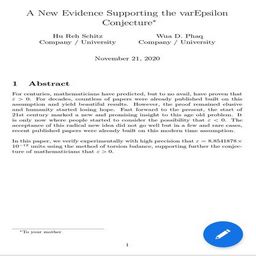 A New Evidence Supporting the varEpsilon
Conjecture*
Hu Reh Schitz
Company / University
Wua D. Phaq
Company / University
November 21, 2020
1 Abstract
For centuries, mathematicians have predicted, but to no avail, have proven that
ε > 0. For decades, countless of papers were already published built on this
assumption and yield beautiful results. However, the proof remained elusive
and humanity started losing hope. Fast forward to the present, the start of
21st century marked a new and promising insight to this age old problem. It
is only now where people started to consider the possibility that ε < 0. The
acceptance of this radical new idea did not go well but in a few and rare cases,
recent published papers were already built on this modern time assumption.
In this paper, we verify experimentally with high precision that ε = 8.8541878 ×
10⁻¹² units using the method of torsion balance, supporting further the conjec-
ture of mathematicians that ε > 0.
*To your mother
1